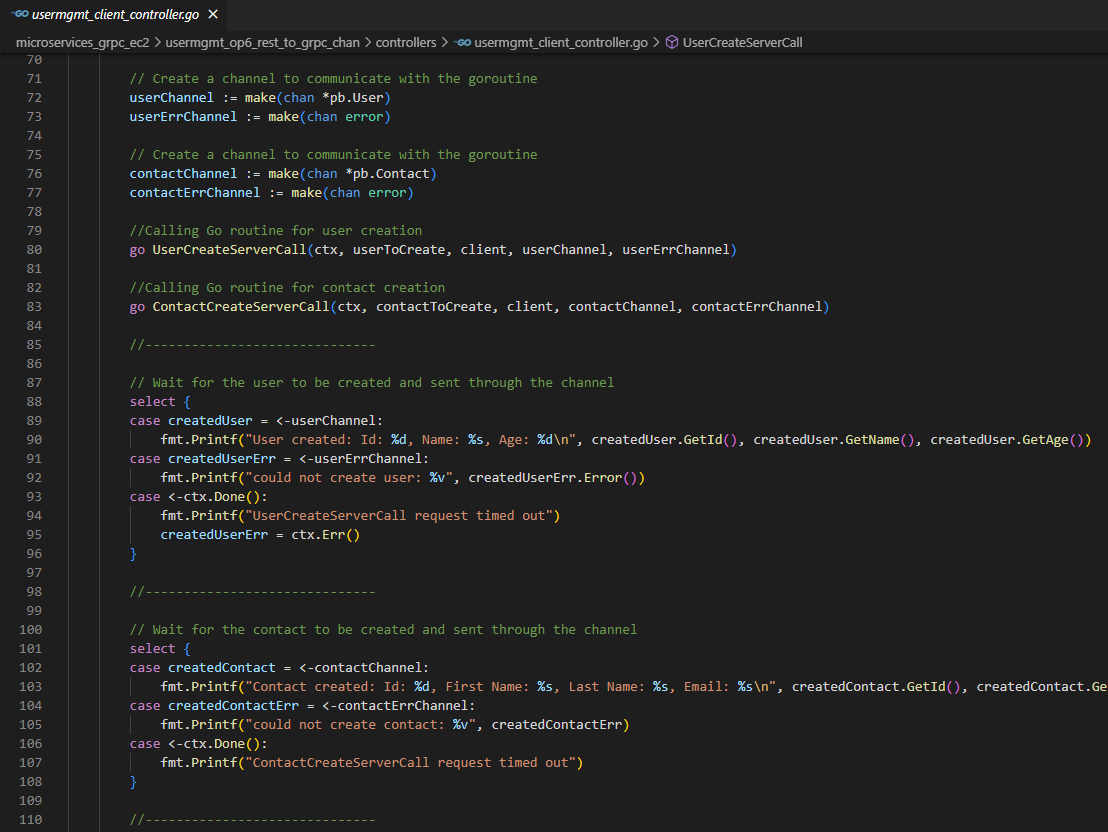 GO usermgmt_client_controller.go ×
microservices_grpc_ec2 > usermgmt_op6_rest_to_grpc_chan > controllers > GO usermgmt_client_controller.go > UserCreateServerCall
70
71 // Create a channel to communicate with the goroutine
72 userChannel := make(chan *pb.User)
73 userErrChannel := make(chan error)
74
75 // Create a channel to communicate with the goroutine
76 contactChannel := make(chan *pb.Contact)
77 contactErrChannel := make(chan error)
78
79 //Calling Go routine for user creation
80 go UserCreateServerCall(ctx, userToCreate, client, userChannel, userErrChannel)
81
82 //Calling Go routine for contact creation
83 go ContactCreateServerCall(ctx, contactToCreate, client, contactChannel, contactErrChannel)
84
85 //------------------------------
86
87 // Wait for the user to be created and sent through the channel
88 select {
89 case createdUser = <-userChannel:
90 fmt.Printf("User created: Id: %d, Name: %s, Age: %d\n", createdUser.GetId(), createdUser.GetName(), createdUser.GetAge())
91 case createdUserErr = <-userErrChannel:
92 fmt.Printf("could not create user: %v", createdUserErr.Error())
93 case <-ctx.Done():
94 fmt.Printf("UserCreateServerCall request timed out")
95 createdUserErr = ctx.Err()
96 }
97
98 //------------------------------
99
100 // Wait for the contact to be created and sent through the channel
101 select {
102 case createdContact = <-contactChannel:
103 fmt.Printf("Contact created: Id: %d, First Name: %s, Last Name: %s, Email: %s\n", createdContact.GetId(), createdContact.Ge
104 case createdContactErr = <-contactErrChannel:
105 fmt.Printf("could not create contact: %v", createdContactErr)
106 case <-ctx.Done():
107 fmt.Printf("ContactCreateServerCall request timed out")
108 }
109
110 //------------------------------